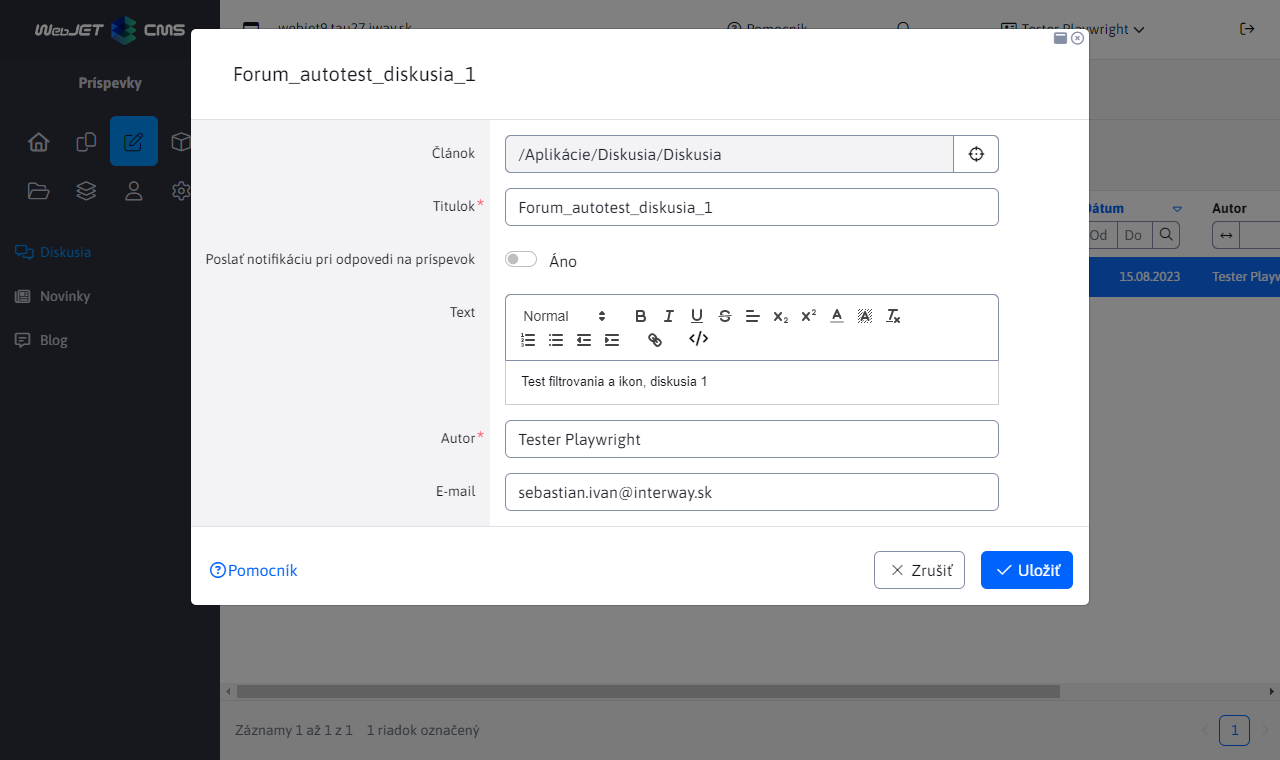 WebJET CMS
webjet9.tau27.iway.sk
Pomocník
Tester Playwright
Príspevky
Diskusia
Novinky
Blog
Forum_autotest_diskusia_1
Článok
/Aplikácie/Diskusia/Diskusia
Titulok*
Forum_autotest_diskusia_1
Poslať notifikáciu pri odpovedi na príspevok
Áno
Text
Normal
Test filtrovania a ikon, diskusia 1
Autor*
Tester Playwright
E-mail
sebastian.ivan@interway.sk
Pomocník
Zrušiť
Uložiť
Dátum
Autor
Od
Do
15.08.2023
Tester Playw
Záznamy 1 až 1 z 1
1 riadok označený
1